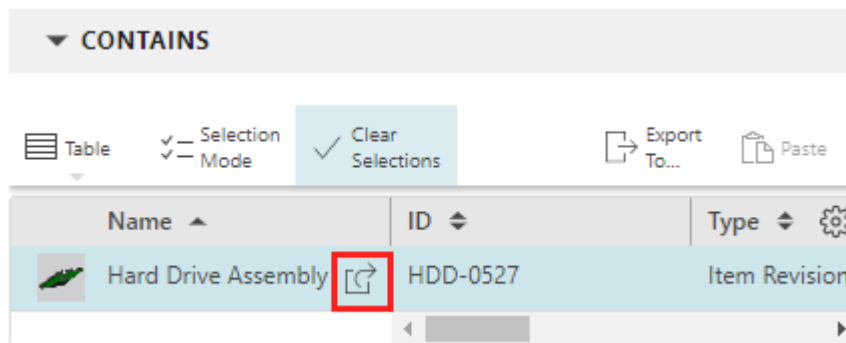 CONTAINS
Table
Selection
Mode
Clear
Selections
Export
To...
Paste
Name ID Type
Hard Drive Assembly HDD-0527 Item Revision